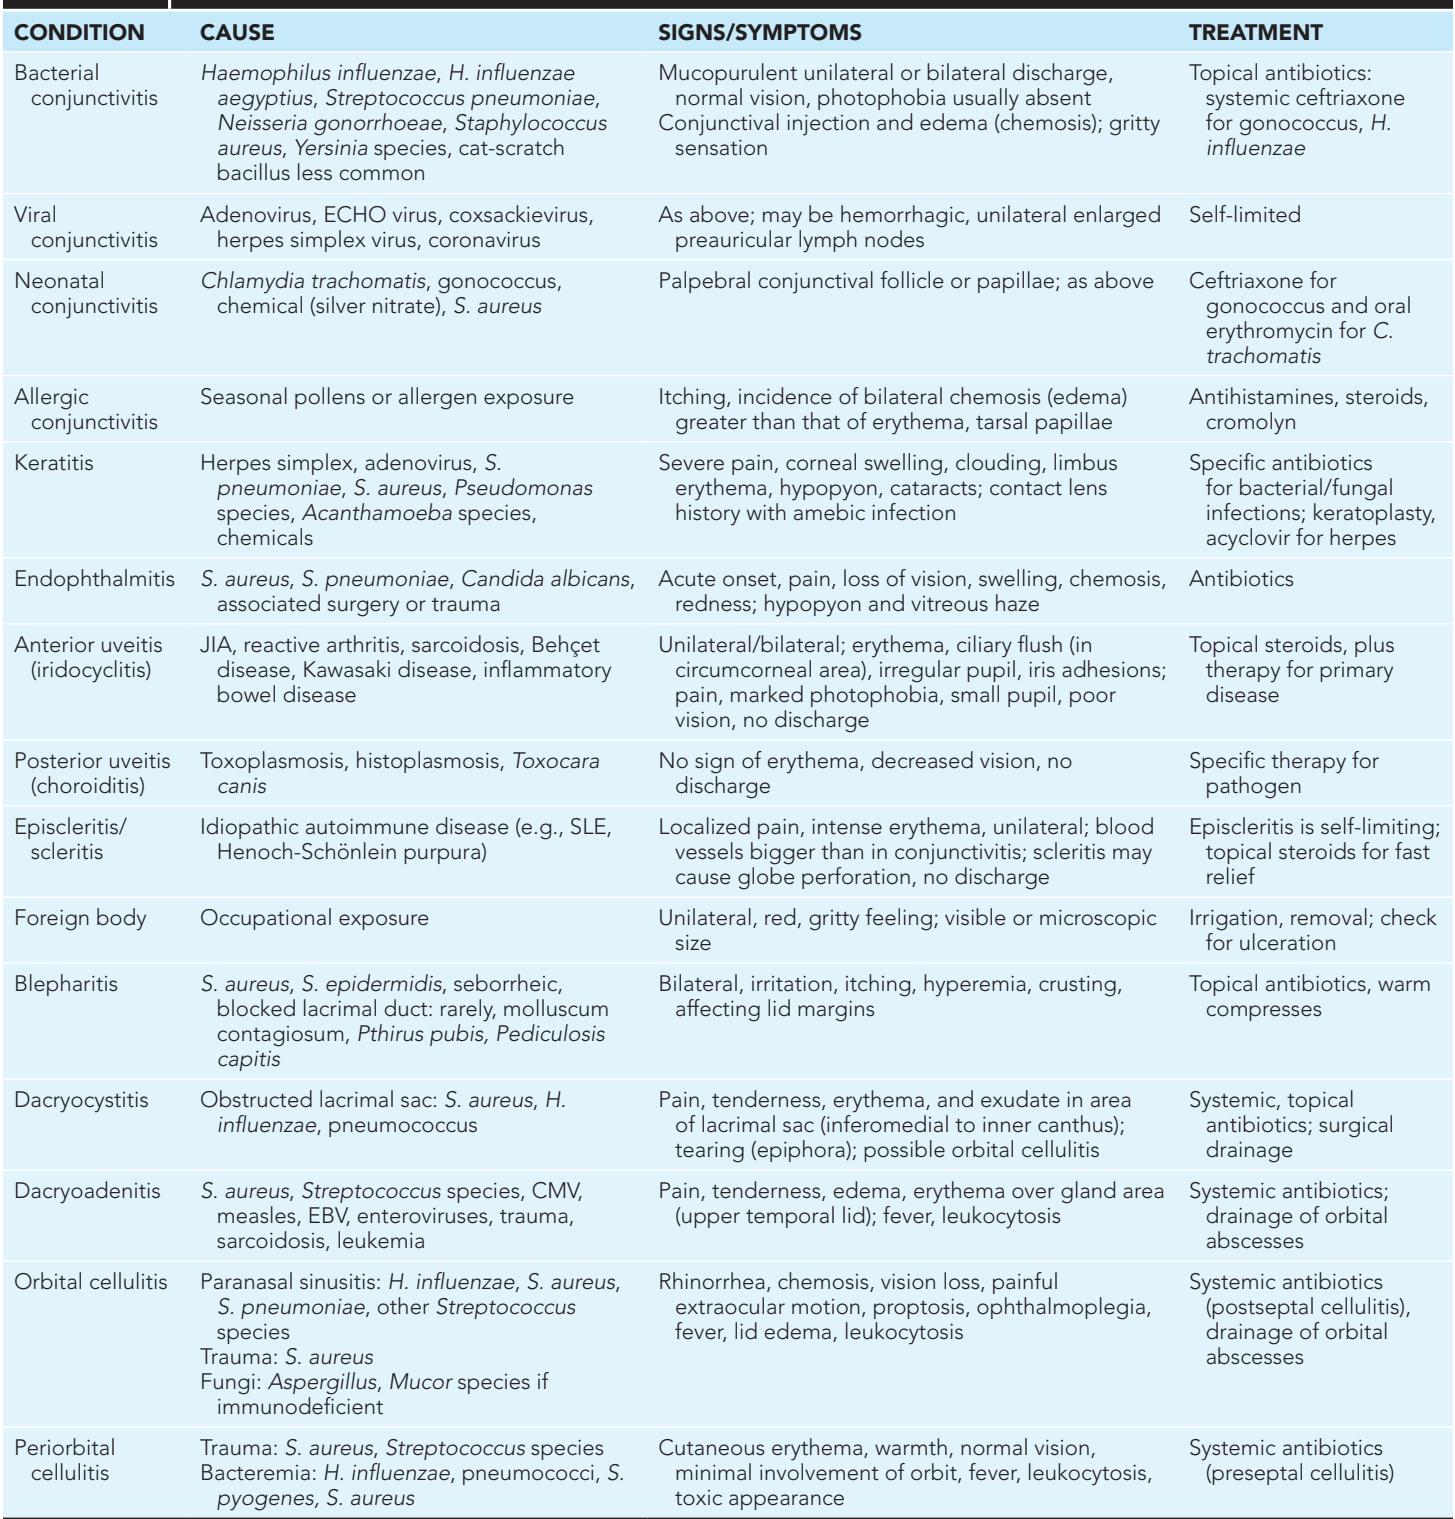 CONDITION CAUSE SIGNS/SYMPTOMS TREATMENT
Bacterial
conjunctivitis
Haemophilus influenzae, H. influenzae
aegyptius, Streptococcus pneumoniae,
Neisseria gonorrhoeae, Staphylococcus
aureus, Yersinia species, cat-scratch
bacillus less common
Mucopurulent unilateral or bilateral discharge,
normal vision, photophobia usually absent
Conjunctival injection and edema (chemosis); gritty
sensation
Topical antibiotics:
systemic ceftriaxone
for gonococcus, H.
influenzae
Viral
conjunctivitis
Adenovirus, ECHO virus, coxsackievirus,
herpes simplex virus, coronavirus
As above; may be hemorrhagic, unilateral enlarged
preauricular lymph nodes
Self-limited
Neonatal
conjunctivitis
Chlamydia trachomatis, gonococcus,
chemical (silver nitrate), S. aureus
Palpebral conjunctival follicle or papillae; as above
Ceftriaxone for
gonococcus and oral
erythromycin for C.
trachomatis
Allergic
conjunctivitis
Seasonal pollens or allergen exposure
Itching, incidence of bilateral chemosis (edema)
greater than that of erythema, tarsal papillae
Antihistamines, steroids,
cromolyn
Keratitis
Herpes simplex, adenovirus, S.
pneumoniae, S. aureus, Pseudomonas
species, Acanthamoeba species,
chemicals
Severe pain, corneal swelling, clouding, limbus
erythema, hypopyon, cataracts; contact lens
history with amebic infection
Specific antibiotics
for bacterial/fungal
infections; keratoplasty,
acyclovir for herpes
Endophthalmitis
S. aureus, S. pneumoniae, Candida albicans,
associated surgery or trauma
Acute onset, pain, loss of vision, swelling, chemosis,
redness; hypopyon and vitreous haze
Antibiotics
Anterior uveitis
(iridocyclitis)
JIA, reactive arthritis, sarcoidosis, Behçet
disease, Kawasaki disease, inflammatory
bowel disease
Unilateral/bilateral; erythema, ciliary flush (in
circumcorneal area), irregular pupil, iris adhesions;
pain, marked photophobia, small pupil, poor
vision, no discharge
Topical steroids, plus
therapy for primary
disease
Posterior uveitis
(choroiditis)
Toxoplasmosis, histoplasmosis, Toxocara
canis
No sign of erythema, decreased vision, no
discharge
Specific therapy for
pathogen
Episcleritis/
scleritis
Idiopathic autoimmune disease (e.g., SLE,
Henoch-Schönlein purpura)
Localized pain, intense erythema, unilateral; blood
vessels bigger than in conjunctivitis; scleritis may
cause globe perforation, no discharge
Episcleritis is self-limiting;
topical steroids for fast
relief
Foreign body
Occupational exposure
Unilateral, red, gritty feeling; visible or microscopic
size
Irrigation, removal; check
for ulceration
Blepharitis
S. aureus, S. epidermidis, seborrheic,
blocked lacrimal duct: rarely, molluscum
contagiosum, Pthirus pubis, Pediculosis
capitis
Bilateral, irritation, itching, hyperemia, crusting,
affecting lid margins
Topical antibiotics, warm
compresses
Dacryocystitis
Obstructed lacrimal sac: S. aureus, H.
influenzae, pneumococcus
Pain, tenderness, erythema, and exudate in area
of lacrimal sac (inferomedial to inner canthus);
tearing (epiphora); possible orbital cellulitis
Systemic, topical
antibiotics; surgical
drainage
Dacryoadenitis
S. aureus, Streptococcus species, CMV,
measles, EBV, enteroviruses, trauma,
sarcoidosis, leukemia
Pain, tenderness, edema, erythema over gland area
(upper temporal lid); fever, leukocytosis
Systemic antibiotics;
drainage of orbital
abscesses
Orbital cellulitis
Paranasal sinusitis: H. influenzae, S. aureus,
S. pneumoniae, other Streptococcus
species
Trauma: S. aureus
Fungi: Aspergillus, Mucor species if
immunodeficient
Rhinorrhea, chemosis, vision loss, painful
extraocular motion, proptosis, ophthalmoplegia,
fever, lid edema, leukocytosis
Systemic antibiotics
(postseptal cellulitis),
drainage of orbital
abscesses
Periorbital
cellulitis
Trauma: S. aureus, Streptococcus species
Bacteremia: H. influenzae, pneumococci, S.
pyogenes, S. aureus
Cutaneous erythema, warmth, normal vision,
minimal involvement of orbit, fever, leukocytosis,
toxic appearance
Systemic antibiotics
(preseptal cellulitis)